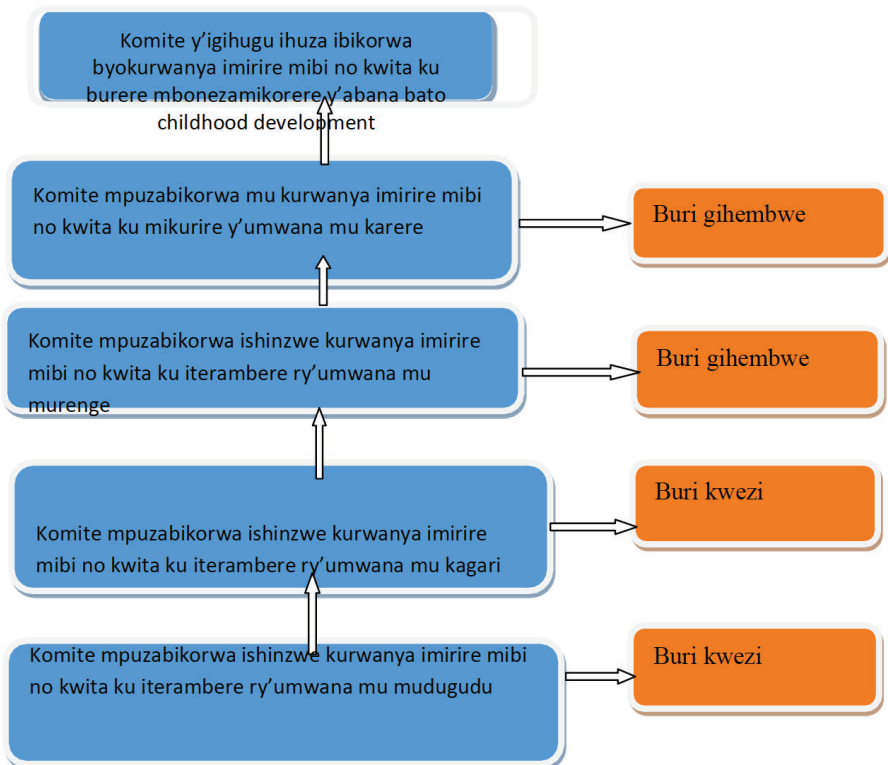 Komite y'igihugu ihuza ibikorwa
byokurwanya imirire mibi no kwita ku
burere mbonezamikorere y'abana bato
childhood development
Komite mpuzabikorwa mu kurwanya imirire mibi
no kwita ku mikurire y'umwana mu karere
Buri gihembwe
Komite mpuzabikorwa ishinzwe kurwanya imirire
mibi no kwita ku iterambere ry'umwana mu
murenge
Buri gihembwe
Komite mpuzabikorwa ishinzwe kurwanya imirire
mibi no kwita ku iterambere ry'umwana mu kagari
Buri kwezi
Komite mpuzabikorwa ishinzwe kurwanya imirire mibi
no kwita ku iterambere ry'umwana mu mudugudu
Buri kwezi